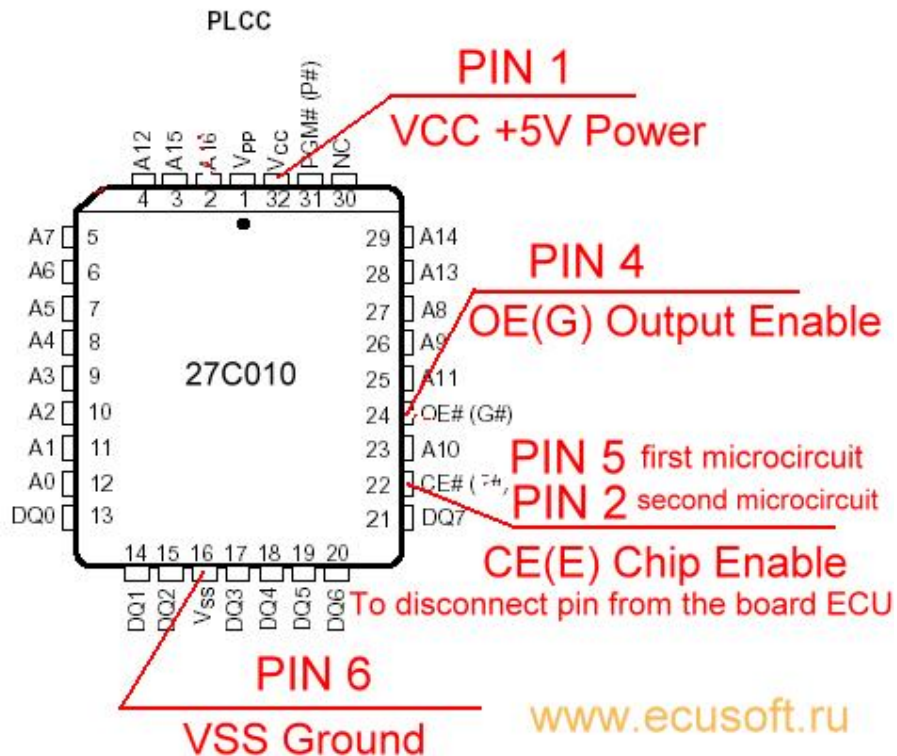 PLCC
PIN 1
VCC +5V Power
A12 A15 A16 VPP VCC PGM# (P#) NC
4 3 2 1 32 31 30
A7 5 29 A14
A6 6 28 A13
PIN 4
A5 7 27 A8
OE(G) Output Enable
A4 8 26 A9
27C010
A3 9 25 A11
A2 10 24 OE# (G#)
A1 11 23 A10
PIN 5 first microcircuit
A0 12 22 CE#
PIN 2 second microcircuit
DQ0 13 21 DQ7
CE(E) Chip Enable
14 15 16 17 18 19 20
DQ1 DQ2 VSS DQ3 DQ4 DQ5 DQ6
To disconnect pin from the board ECU
PIN 6
VSS Ground
www.ecusoft.ru